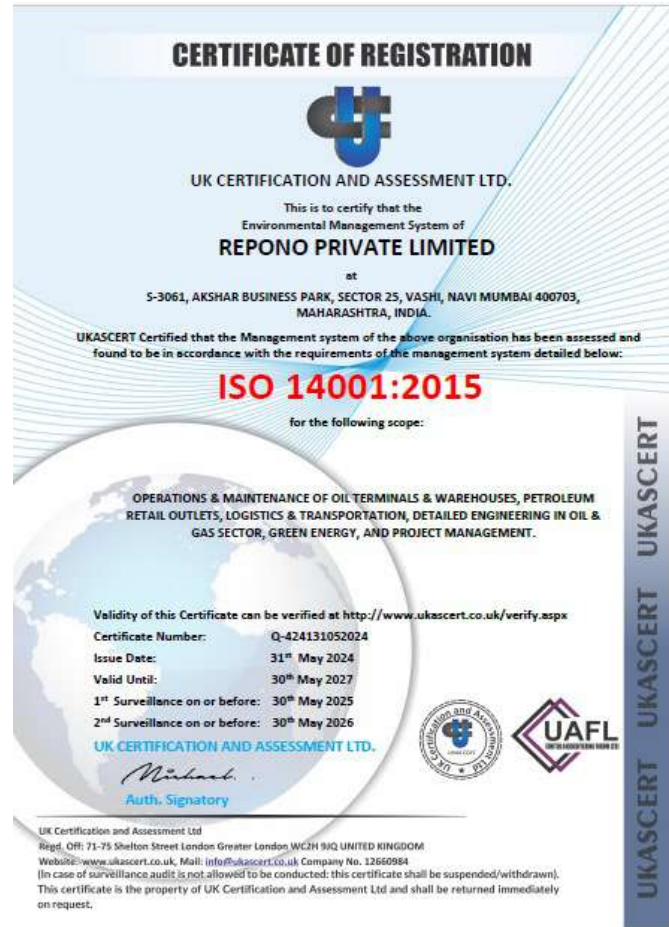 CERTIFICATE OF REGISTRATION
UK CERTIFICATION AND ASSESSMENT LTD.
This is to certify that the
Environmental Management System of
REPONO PRIVATE LIMITED
at
S-3061, AKSHAR BUSINESS PARK, SECTOR 25, VASHI, NAVI MUMBAI 400703,
MAHARASHTRA, INDIA.
UKASCERT Certified that the Management system of the above organisation has been assessed and
found to be in accordance with the requirements of the management system detailed below:
ISO 14001:2015
for the following scope:
OPERATIONS & MAINTENANCE OF OIL TERMINALS & WAREHOUSES, PETROLEUM
RETAIL OUTLETS, LOGISTICS & TRANSPORTATION, DETAILED ENGINEERING IN OIL &
GAS SECTOR, GREEN ENERGY, AND PROJECT MANAGEMENT.
Validity of this Certificate can be verified at http://www.ukascert.co.uk/verify.aspx
Certificate Number: Q-424131052024
Issue Date: 31st May 2024
Valid Until: 30th May 2027
1st Surveillance on or before: 30th May 2025
2nd Surveillance on or before: 30th May 2026
UK CERTIFICATION AND ASSESSMENT LTD.
Michael.
Auth. Signatory
UK Certification and Assessment Ltd
UAFL
UKASCERT UKASCERT UKASCERT
UK Certification and Assessment Ltd
Regd. Off: 71-75 Shelton Street London Greater London WC2H 9JQ UNITED KINGDOM
Website:-www.ukascert.co.uk, Mail: info@ukascert.co.uk Company No. 12660984
(In case of surveillance audit is not allowed to be conducted: this certificate shall be suspended/withdrawn).
This certificate is the property of UK Certification and Assessment Ltd and shall be returned immediately
on request.